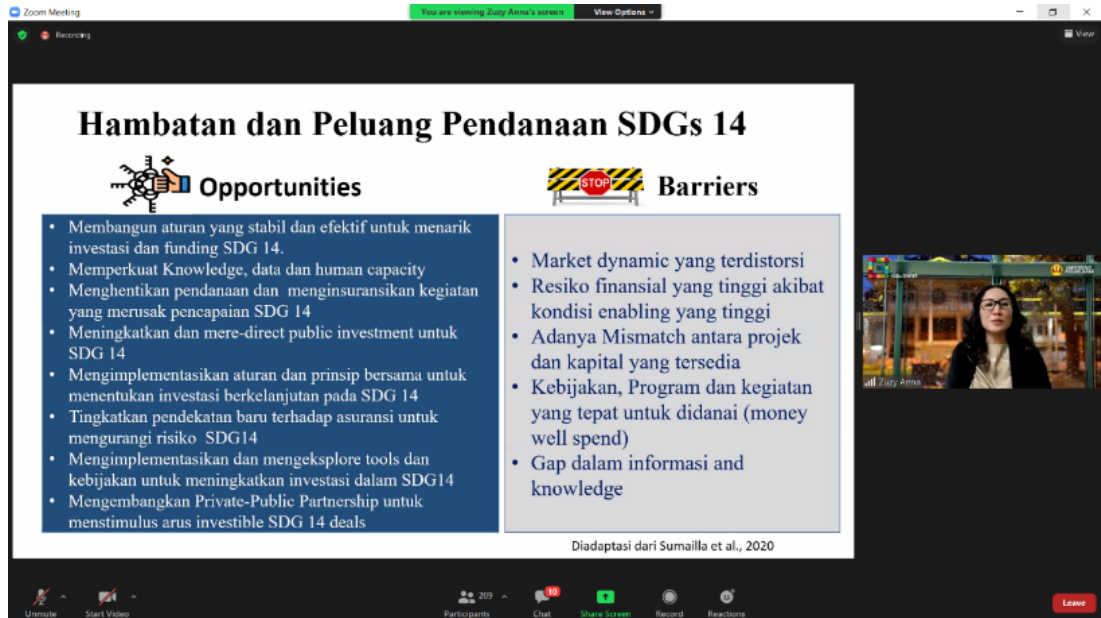 Zoom Meeting
You are viewing Zuzy Anna's screen
View Options
Recording
View
Hambatan dan Peluang Pendanaan SDGs 14
Opportunities
• Membangun aturan yang stabil dan efektif untuk menarik
investasi dan funding SDG 14.
• Memperkuat Knowledge, data dan human capacity
• Menghentikan pendanaan dan menginsuransikan kegiatan
yang merusak pencapaian SDG 14
• Meningkatkan dan mere-direct public investment untuk
SDG 14
• Mengimplementasikan aturan dan prinsip bersama untuk
menentukan investasi berkelanjutan pada SDG 14
• Tingkatkan pendekatan baru terhadap asuransi untuk
mengurangi risiko SDG14
• Mengimplementasikan dan mengeksplore tools dan
kebijakan untuk meningkatkan investasi dalam SDG14
• Mengembangkan Private-Public Partnership untuk
menstimulus arus investible SDG 14 deals
STOP
Barriers
• Market dynamic yang terdistorsi
• Resiko finansial yang tinggi akibat
kondisi enabling yang tinggi
• Adanya Mismatch antara projek
dan kapital yang tersedia
• Kebijakan, Program dan kegiatan
yang tepat untuk didanai (money
well spend)
• Gap dalam informasi and
knowledge
Diadaptasi dari Sumailla et al., 2020
Zuzy Anna
Unmute
Start Video
209
Participants
10
Chat
Share Screen
Record
Reactions
Leave